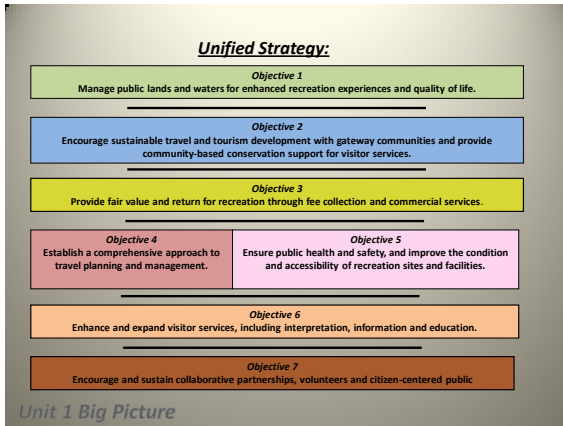 Unified Strategy:
Objective 1
Manage public lands and waters for enhanced recreation experiences and quality of life.
Objective 2
Encourage sustainable travel and tourism development with gateway communities and provide
community-based conservation support for visitor services.
Objective 3
Provide fair value and return for recreation through fee collection and commercial services.
Objective 4
Establish a comprehensive approach to
travel planning and management.
Objective 5
Ensure public health and safety, and improve the condition
and accessibility of recreation sites and facilities.
Objective 6
Enhance and expand visitor services, including interpretation, information and education.
Objective 7
Encourage and sustain collaborative partnerships, volunteers and citizen-centered public
Unit 1 Big Picture